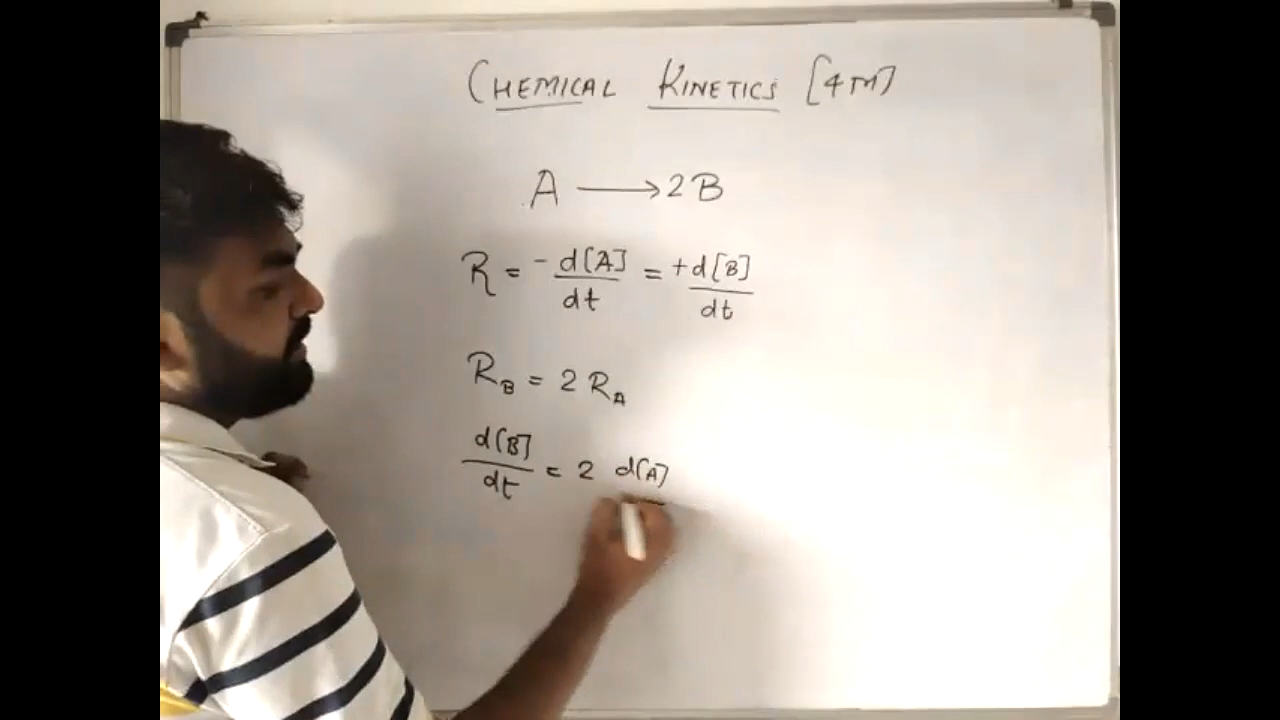 CHEMICAL KINETICS [4M]
A → 2B
R = - d[A]/dt = + d[B]/dt
R_B = 2 R_A
d[B]/dt = 2 d[A]